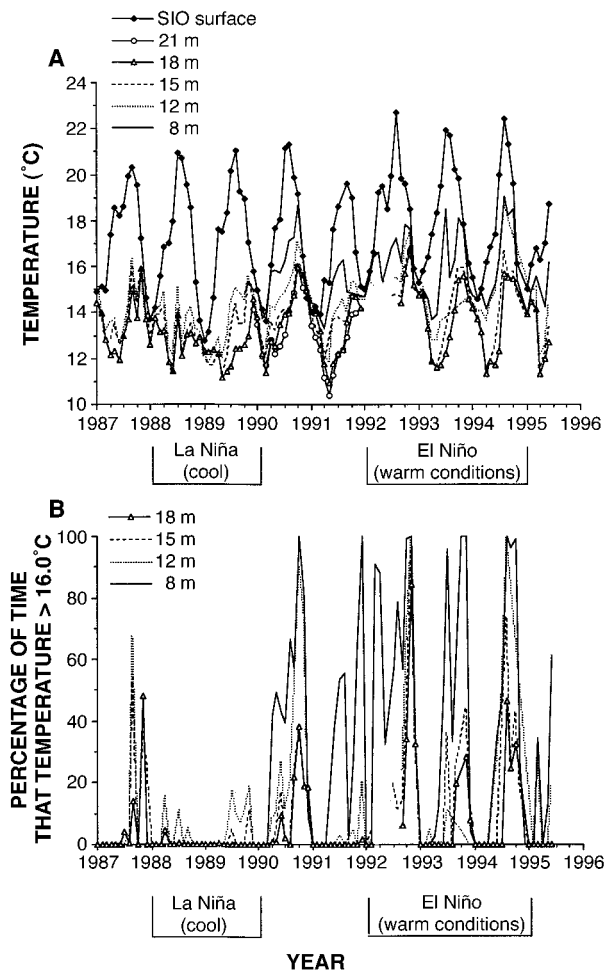 SIO surface
21 m
18 m
15 m
12 m
8 m
A
TEMPERATURE (˚C)
24
22
20
18
16
14
12
10
1987 1988 1989 1990 1991 1992 1993 1994 1995 1996
La Niña
(cool)
El Niño
(warm conditions)
B
18 m
15 m
12 m
8 m
PERCENTAGE OF TIME
THAT TEMPERATURE > 16.0˚C
100
80
60
40
20
0
1987 1988 1989 1990 1991 1992 1993 1994 1995 1996
La Niña
(cool)
El Niño
(warm conditions)
YEAR